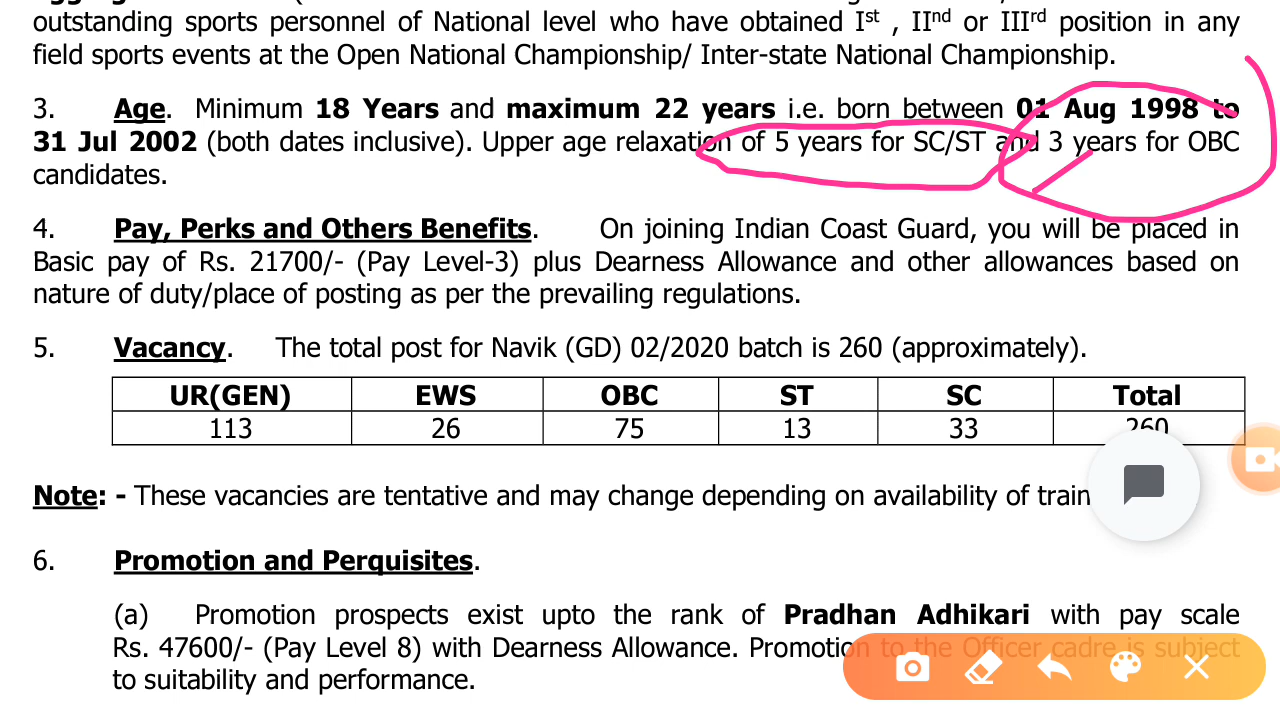 outstanding sports personnel of National level who have obtained Ist , IInd or IIIrd position in any
field sports events at the Open National Championship/ Inter-state National Championship.
3. Age. Minimum 18 Years and maximum 22 years i.e. born between 01 Aug 1998 to
31 Jul 2002 (both dates inclusive). Upper age relaxation of 5 years for SC/ST and 3 years for OBC
candidates.
4. Pay, Perks and Others Benefits. On joining Indian Coast Guard, you will be placed in
Basic pay of Rs. 21700/- (Pay Level-3) plus Dearness Allowance and other allowances based on
nature of duty/place of posting as per the prevailing regulations.
5. Vacancy. The total post for Navik (GD) 02/2020 batch is 260 (approximately).
UR(GEN) EWS OBC ST SC Total
113 26 75 13 33 260
Note: - These vacancies are tentative and may change depending on availability of train
6. Promotion and Perquisites.
(a) Promotion prospects exist upto the rank of Pradhan Adhikari with pay scale
Rs. 47600/- (Pay Level 8) with Dearness Allowance. Promotion to the Officer cadre is subject
to suitability and performance.